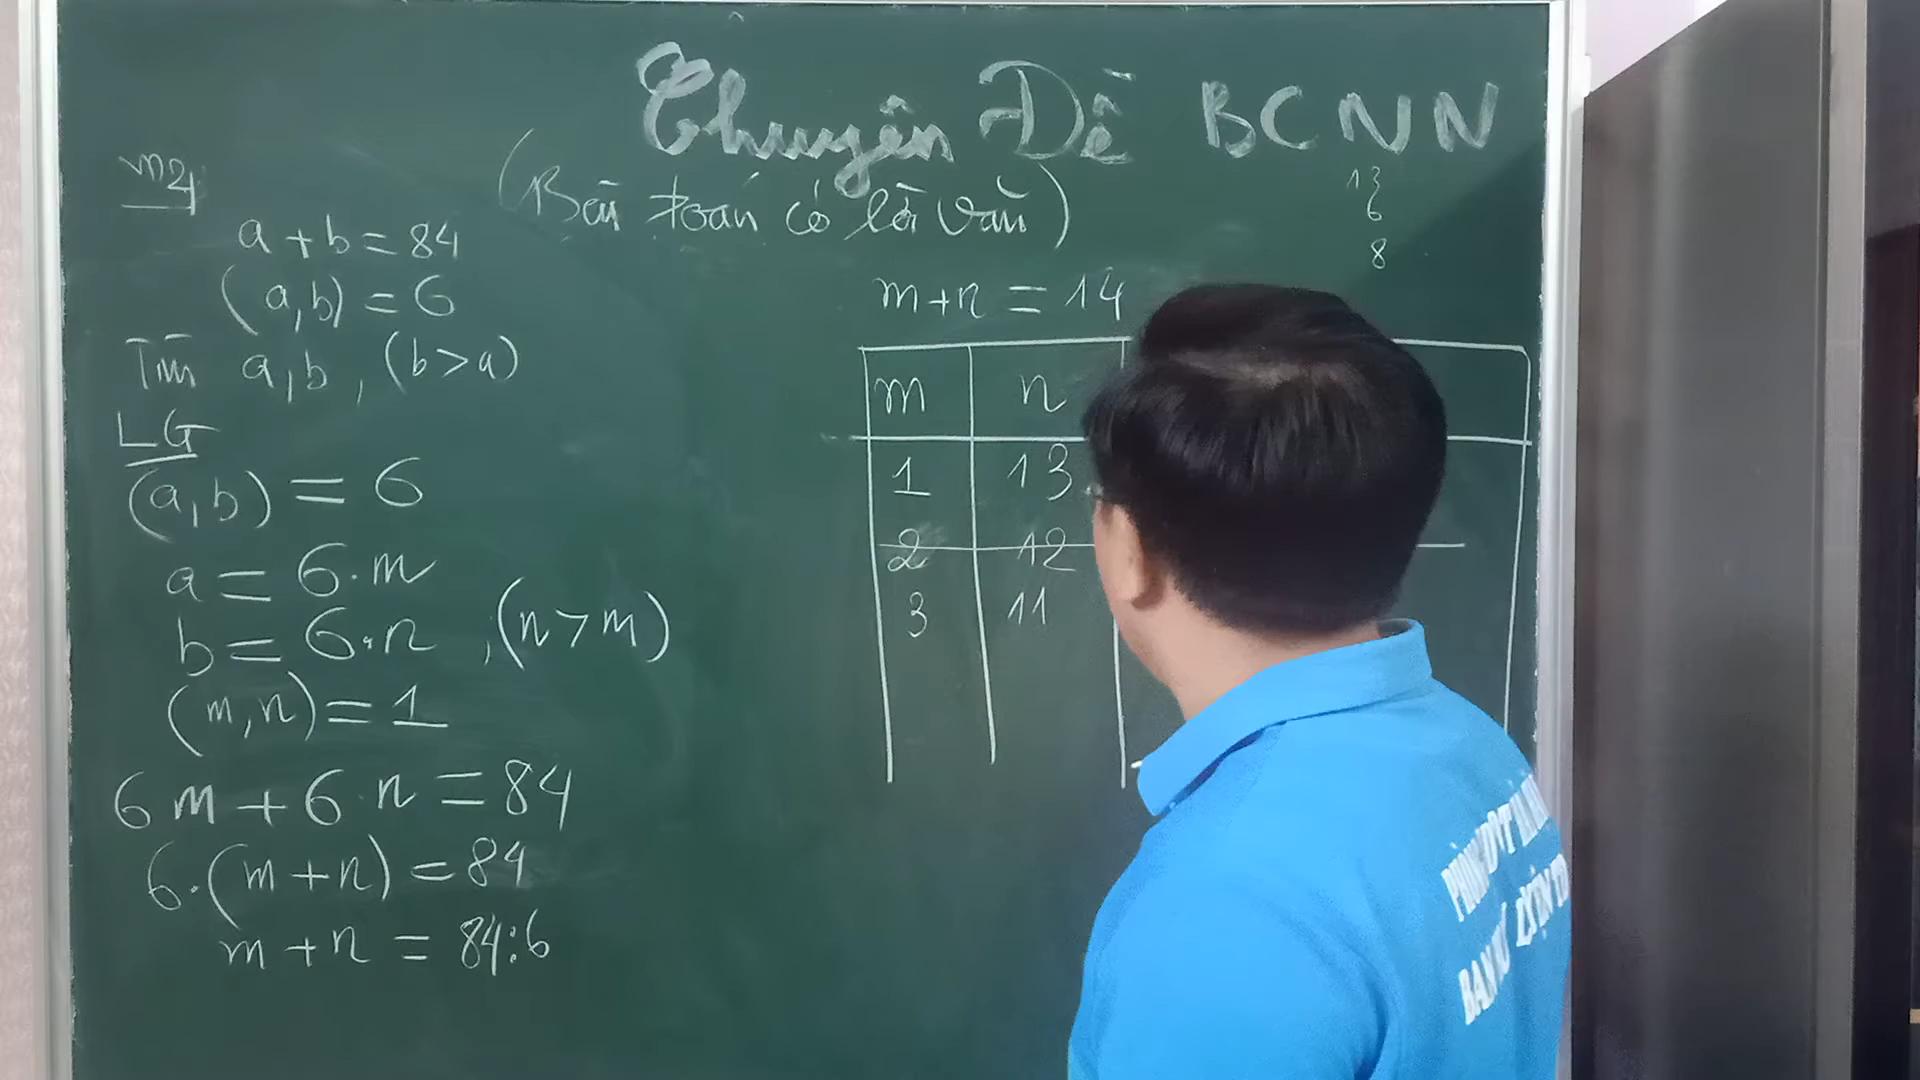 Chuyên Đề BCNN
(Bài toán có lời văn)
13
6
8
VD4
a + b = 84
(a,b) = 6
Tìm a,b , (b > a)
LG
(a,b) = 6
a = 6.m
b = 6.n , (n > m)
(m,n) = 1
6m + 6.n = 84
6.(m + n) = 84
m + n = 84:6
m + n = 14
m n
1 13
2 12
3 11